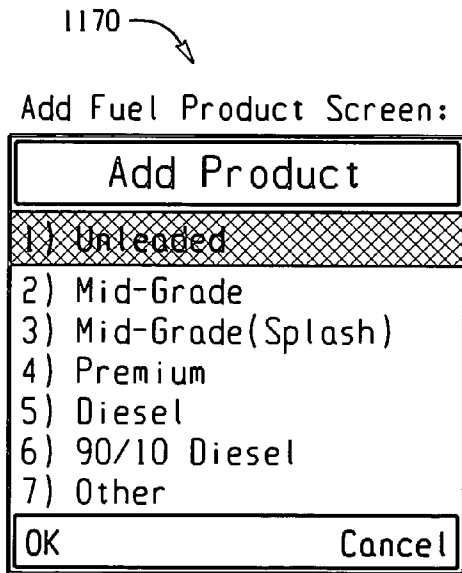 1170
Add Fuel Product Screen:
Add Product
1) Unleaded
2) Mid-Grade
3) Mid-Grade(Splash)
4) Premium
5) Diesel
6) 90/10 Diesel
7) Other
OK Cancel